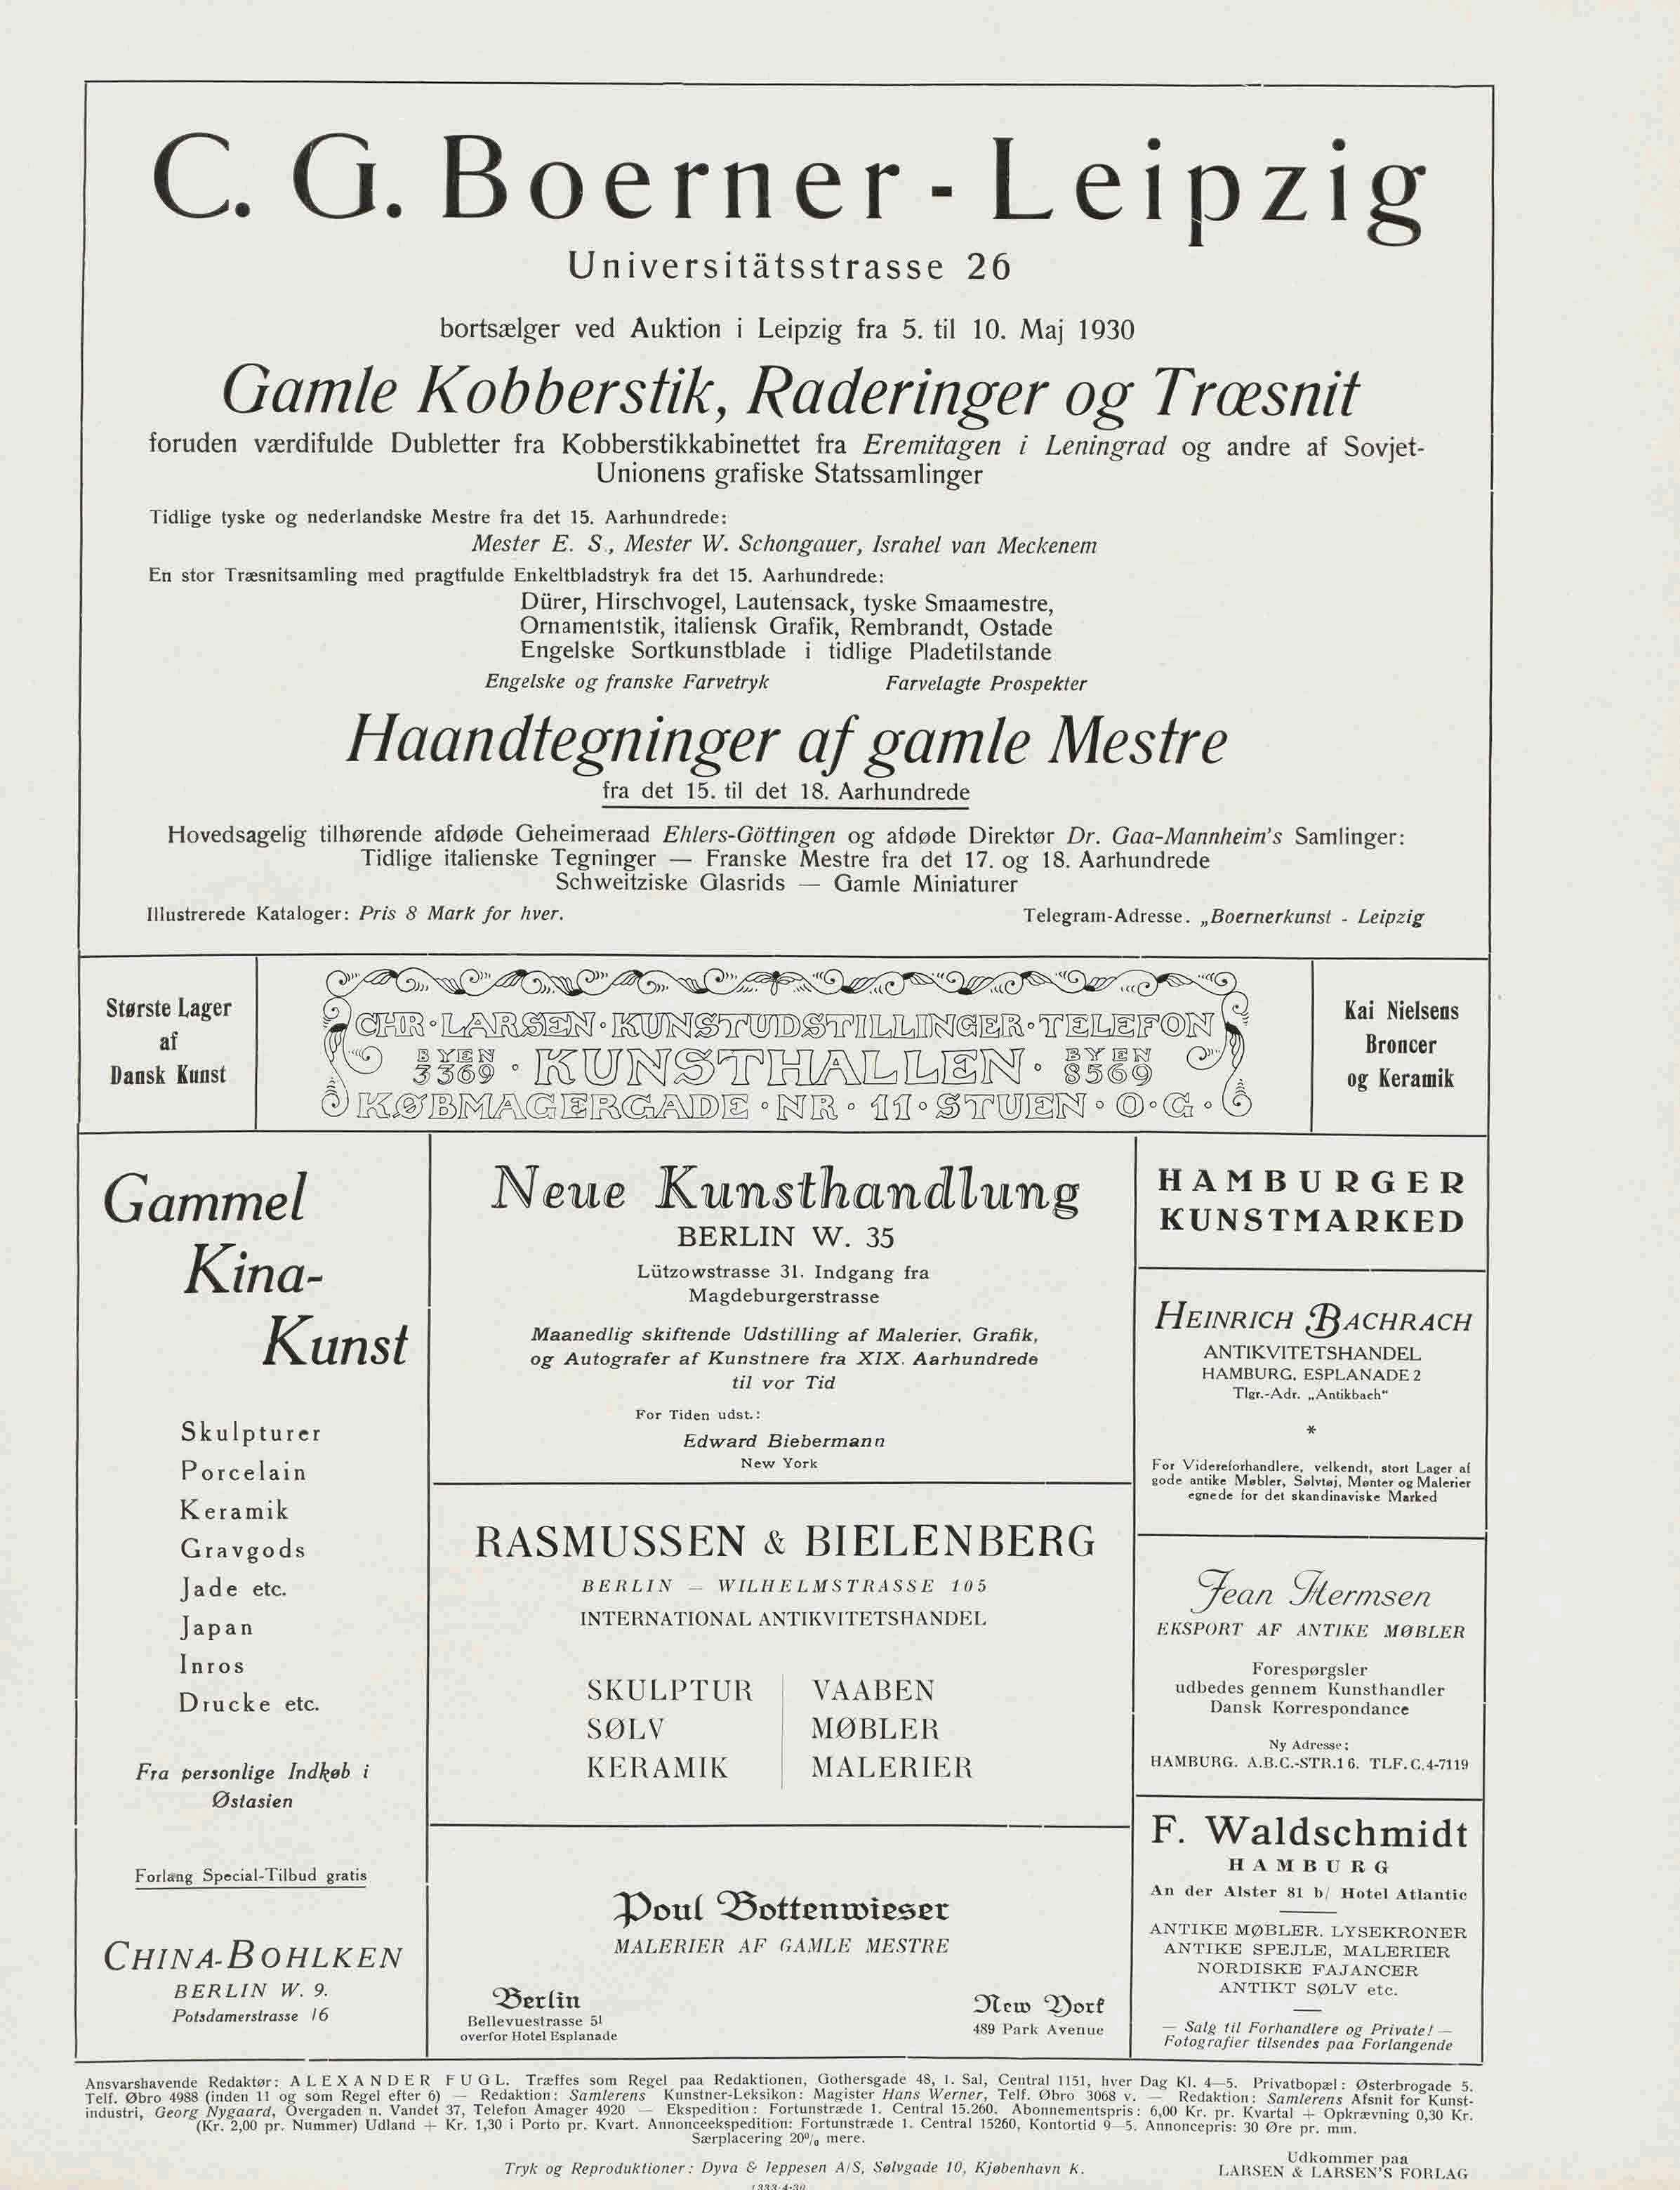 C. G. Boerner - Leipzig
Universitätsstrasse 26
bortsælger ved Auktion i Leipzig fra 5. til 10. Maj 1930
Gamle Kobberstik, Raderinger og Træsnit
foruden værdifulde Dubletter fra Kobberstikkabinettet fra Eremitagen i Leningrad og andre af Sovjet-
Unionens grafiske Statssamlinger
Tidlige tyske og nederlandske Mestre fra det 15. Aarhundrede:
Mester E. S., Mester W. Schongauer, Israhel van Meckenem
En stor Træsnitsamling med pragtfulde Enkeltbladstryk fra det 15. Aarhundrede:
Dürer, Hirschvogel, Lautensack, tyske Smaamestre,
Ornamentstik, italiensk Grafik, Rembrandt, Ostade
Engelske Sortkunstblade i tidlige Pladetilstande
Engelske og franske Farvetryk Farvelagte Prospekter
Haandtegninger af gamle Mestre
fra det 15. til det 18. Aarhundrede
Hovedsagelig tilhørende afdøde Geheimeraad Ehlers-Göttingen og afdøde Direktør Dr. Gaa-Mannheim's Samlinger:
Tidlige italienske Tegninger — Franske Mestre fra det 17. og 18. Aarhundrede
Schweitziske Glasrids — Gamle Miniaturer
Illustrerede Kataloger: Pris 8 Mark for hver. Telegram-Adresse. „Boernerkunst - Leipzig
Største Lager
af
Dansk Kunst
CHR · LARSEN · KUNSTUDSTILLINGER · TELEFON
BYEN 3369 · KUNSTHALLEN · BYEN 8569
KØBMAGERGADE · NR · 11 · STUEN · O · G ·
Kai Nielsens
Broncer
og Keramik
Gammel
Kina-
Kunst
Skulpturer
Porcelain
Keramik
Gravgods
Jade etc.
Japan
Inros
Drucke etc.
Fra personlige Indkøb i
Østasien
Forlang Special-Tilbud gratis
CHINA-BOHLKEN
BERLIN W. 9.
Potsdamerstrasse 16
Neue Kunsthandlung
BERLIN W. 35
Lützowstrasse 31. Indgang fra
Magdeburgerstrasse
Maanedlig skiftende Udstilling af Malerier, Grafik,
og Autografer af Kunstnere fra XIX. Aarhundrede
til vor Tid
For Tiden udst.:
Edward Biebermann
New York
RASMUSSEN & BIELENBERG
BERLIN — WILHELMSTRASSE 105
INTERNATIONAL ANTIKVITETSHANDEL
SKULPTUR VAABEN
SØLV MØBLER
KERAMIK MALERIER
Poul Bottenwieser
MALERIER AF GAMLE MESTRE
Berlin
Bellevuestrasse 51
overfor Hotel Esplanade
New York
489 Park Avenue
HAMBURGER
KUNSTMARKED
HEINRICH BACHRACH
ANTIKVITETSHANDEL
HAMBURG, ESPLANADE 2
Tlgr.-Adr. „Antikbach"
*
For Videreforhandlere, velkendt, stort Lager af
gode antike Møbler, Sølvtøj, Mønter og Malerier
egnede for det skandinaviske Marked
Jean Hermsen
EKSPORT AF ANTIKE MØBLER
Forespørgsler
udbedes gennem Kunsthandler
Dansk Korrespondance
Ny Adresse:
HAMBURG. A.B.C.-STR.16. TLF. C.4-7119
F. Waldschmidt
HAMBURG
An der Alster 81 b/ Hotel Atlantic
ANTIKE MØBLER. LYSEKRONER
ANTIKE SPEJLE, MALERIER
NORDISKE FAJANCER
ANTIKT SØLV etc.
— Salg til Forhandlere og Private! —
Fotografier tilsendes paa Forlangende
Ansvarshavende Redaktør: ALEXANDER FUGL. Træffes som Regel paa Redaktionen, Gothersgade 48, 1. Sal, Central 1151, hver Dag Kl. 4—5. Privatbopæl: Østerbrogade 5.
Telf. Øbro 4988 (inden 11 og som Regel efter 6) — Redaktion: Samlerens Kunstner-Leksikon: Magister Hans Werner, Telf. Øbro 3068 v. — Redaktion: Samlerens Afsnit for Kunst-
industri, Georg Nygaard, Overgaden n. Vandet 37, Telefon Amager 4920 — Ekspedition: Fortunstræde 1. Central 15.260. Abonnementspris: 6,00 Kr. pr. Kvartal + Opkrævning 0,30 Kr.
(Kr. 2,00 pr. Nummer) Udland + Kr. 1,30 i Porto pr. Kvart. Annonceekspedition: Fortunstræde 1. Central 15260, Kontortid 9—5. Annoncepris: 30 Øre pr. mm.
Særplacering 20% mere.
Tryk og Reproduktioner: Dyva & Jeppesen A/S, Sølvgade 10, Kjøbenhavn K.
Udkommer paa
LARSEN & LARSEN'S FORLAG
1333-4-30